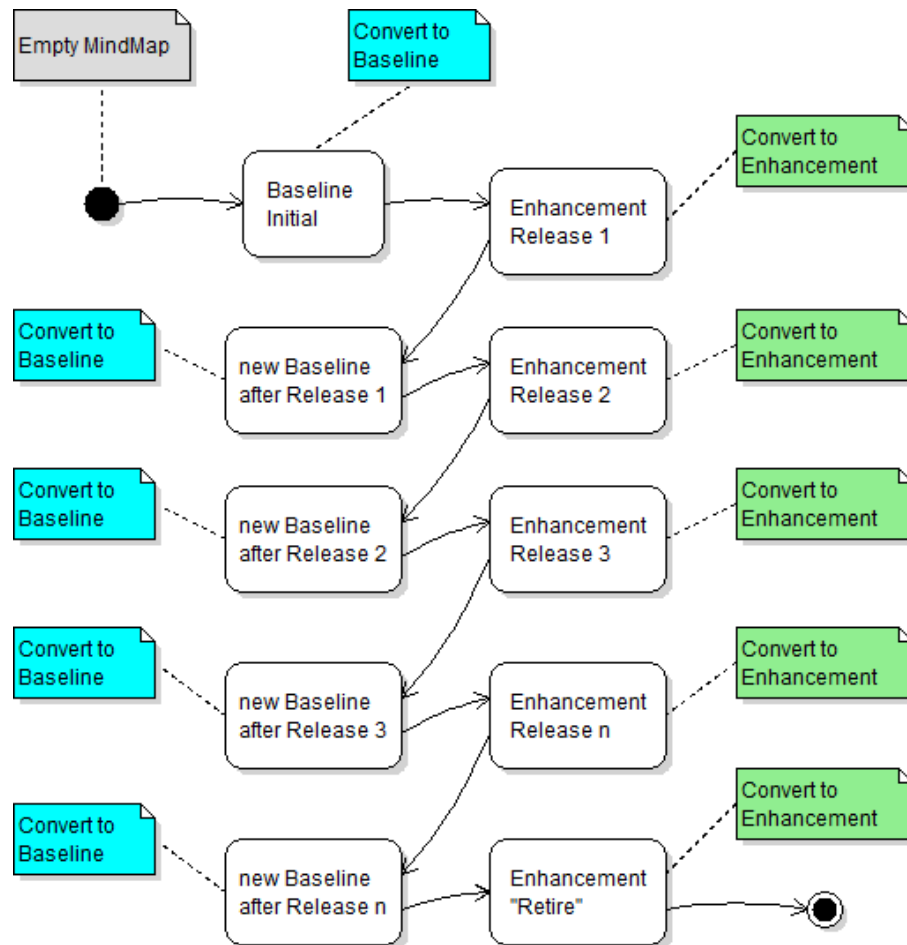 Empty MindMap
Convert to
Baseline
Convert to
Enhancement
Baseline
Initial
Enhancement
Release 1
Convert to
Baseline
new Baseline
after Release 1
Enhancement
Release 2
Convert to
Enhancement
Convert to
Baseline
new Baseline
after Release 2
Enhancement
Release 3
Convert to
Enhancement
Convert to
Baseline
new Baseline
after Release 3
Enhancement
Release n
Convert to
Enhancement
Convert to
Baseline
new Baseline
after Release n
Enhancement
"Retire"
Convert to
Enhancement